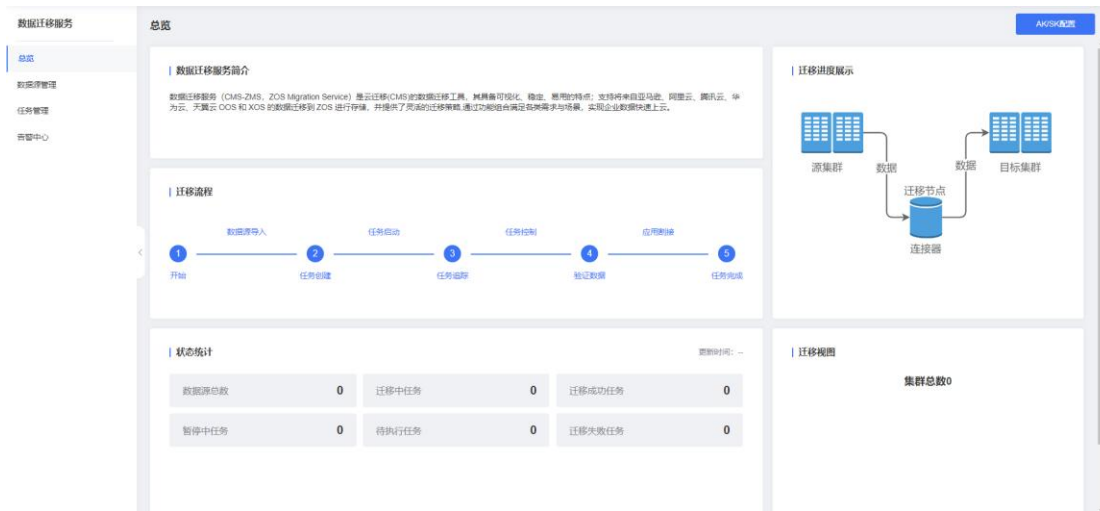 数据迁移服务
总览
AK/SK配置
总览
数据源管理
任务管理
告警中心
数据迁移服务简介
数据迁移服务（CMS-ZMS，ZOS Migration Service）是云迁移(CMS)的数据迁移工具，其具备可视化、稳定、易用的特点；支持将来自亚马逊、阿里云、腾讯云、华
为云、天翼云 OOS 和 XOS 的数据迁移到 ZOS 进行存储，并提供了灵活的迁移策略,通过功能组合满足各类需求与场景，实现企业数据快速上云。
迁移进度展示
源集群
数据
数据
目标集群
迁移节点
连接器
迁移流程
数据源导入
任务启动
任务控制
应用割接
1
2
3
4
5
开始
任务创建
任务追踪
验证数据
任务完成
状态统计
更新时间：--
数据源总数 0
迁移中任务 0
迁移成功任务 0
暂停中任务 0
待执行任务 0
迁移失败任务 0
迁移视图
集群总数0